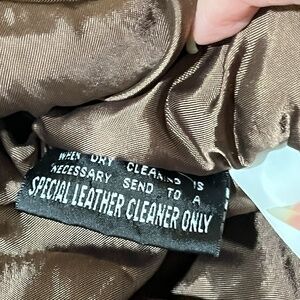 WHEN DRY CLEANING IS
NECESSARY SEND TO A
SPECIAL LEATHER CLEANER ONLY